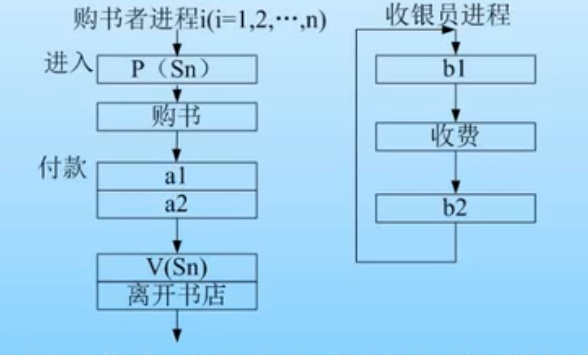 购书者进程i(i=1,2,…,n)
进入
P（Sn）
购书
付款
a1
a2
V(Sn)
离开书店
收银员进程
b1
收费
b2